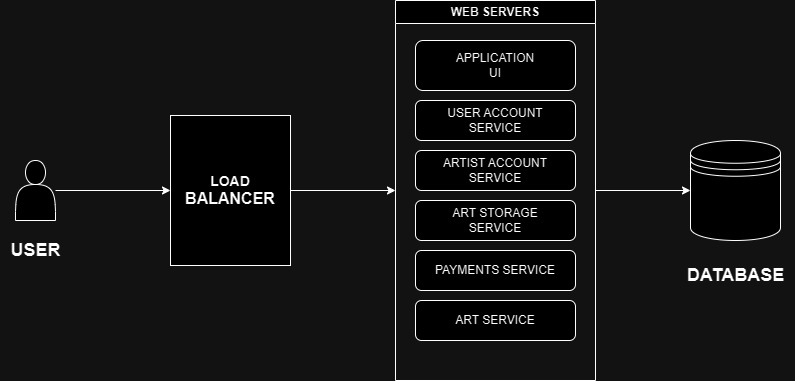 WEB SERVERS
APPLICATION
UI
USER ACCOUNT
SERVICE
ARTIST ACCOUNT
SERVICE
LOAD
BALANCER
ART STORAGE
SERVICE
USER
PAYMENTS SERVICE
DATABASE
ART SERVICE